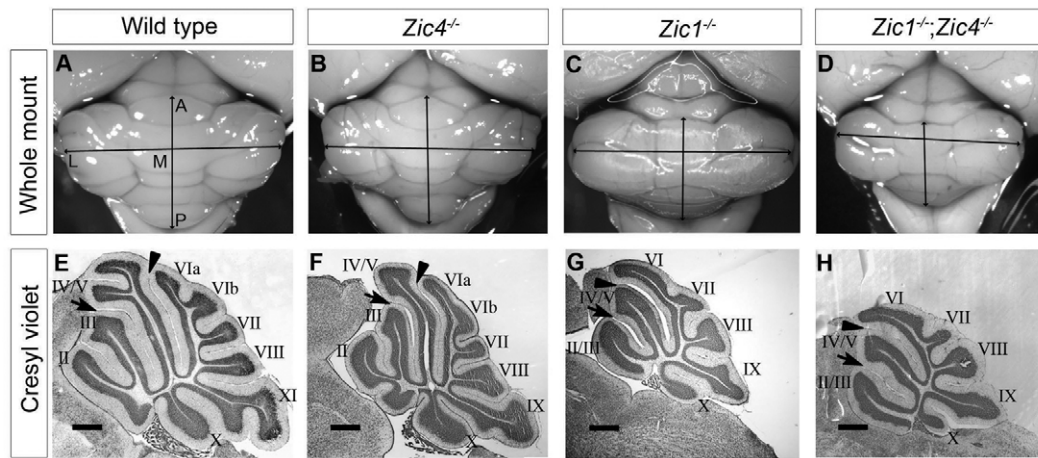 Wild type
Zic4-/-
Zic1-/-
Zic1-/-;Zic4-/-
Whole mount
A
A
L
M
P
B
C
D
Cresyl violet
E
VIa
VIb
IV/V
III
II
VII
VIII
XI
X
F
IV/V
VIa
VIb
III
II
VII
VIII
IX
X
G
VI
VII
IV/V
VIII
II/III
IX
X
H
VI
VII
IV/V
VIII
II/III
IX
X